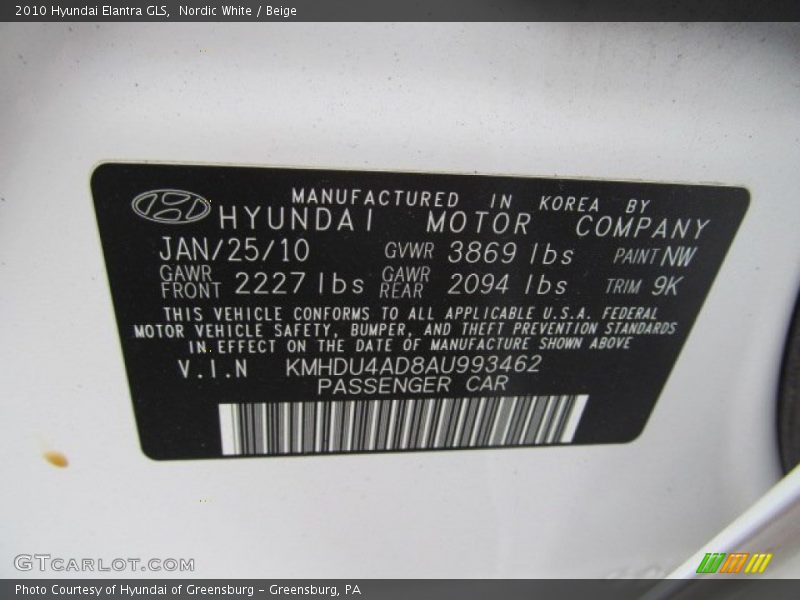 2010 Hyundai Elantra GLS, Nordic White / Beige
MANUFACTURED IN KOREA BY
HYUNDAI MOTOR COMPANY
JAN/25/10 GVWR 3869 lbs PAINT NW
GAWR FRONT 2227 lbs GAWR REAR 2094 lbs TRIM 9K
THIS VEHICLE CONFORMS TO ALL APPLICABLE U.S.A. FEDERAL
MOTOR VEHICLE SAFETY, BUMPER, AND THEFT PREVENTION STANDARDS
IN EFFECT ON THE DATE OF MANUFACTURE SHOWN ABOVE
V.I.N KMHDU4AD8AU993462
PASSENGER CAR
GTCARLOT.COM
Photo Courtesy of Hyundai of Greensburg - Greensburg, PA